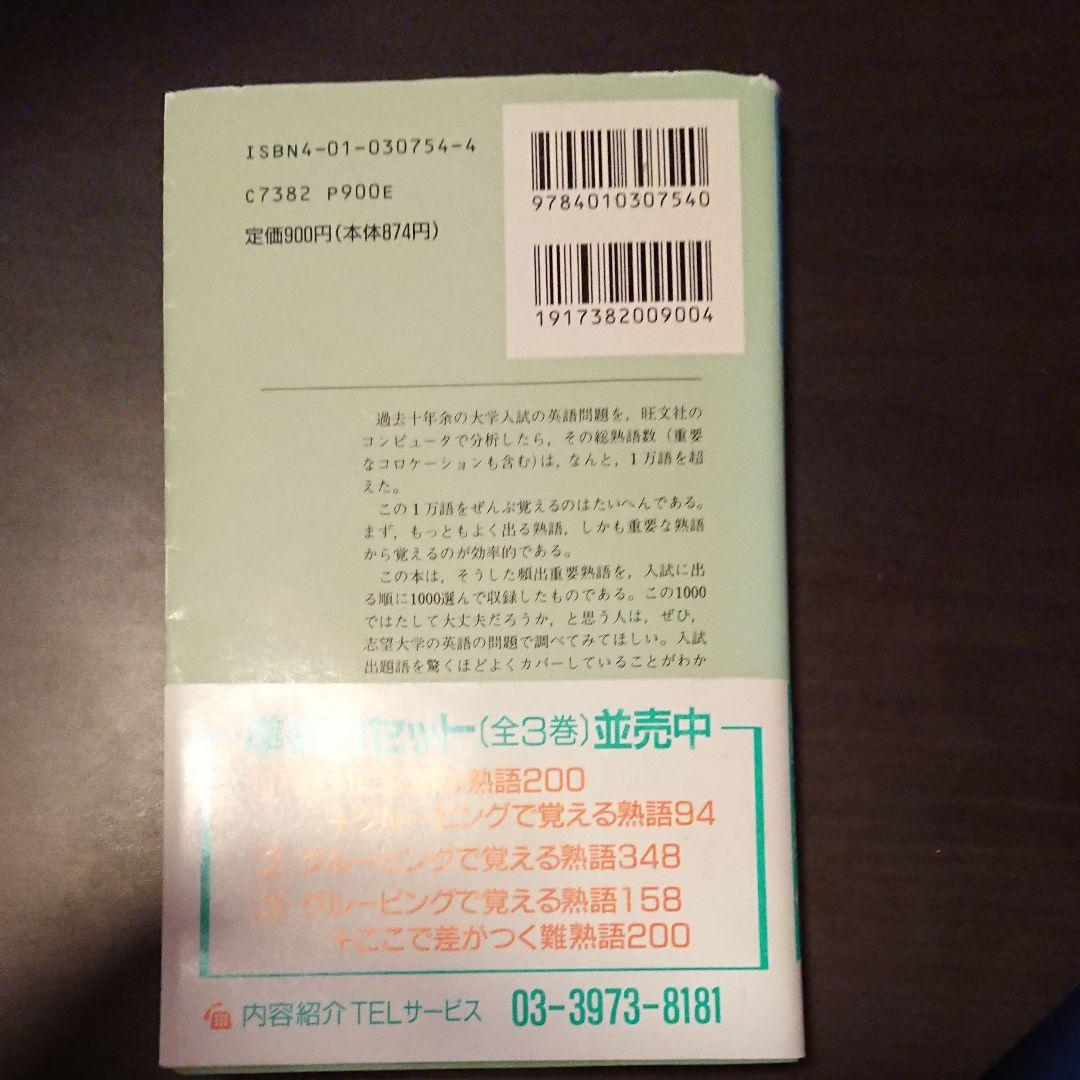 ISBN4-01-030754-4
C7382 P900E
定価900円(本体874円)
9784010307540
1917382009004
過去十年余の大学入試の英語問題を，旺文社の
コンピュータで分析したら，その総熟語数（重要
なコロケーションも含む)は，なんと，1万語を超
えた。
この1万語をぜんぶ覚えるのはたいへんである。
まず，もっともよく出る熟語，しかも重要な熟語
から覚えるのが効率的である。
この本は，そうした頻出重要熟語を，入試に出
る順に1000選んで収録したものである。この1000
ではたして大丈夫だろうか，と思う人は，ぜひ，
志望大学の英語の問題で調べてみてほしい。入試
出題語を驚くほどよくカバーしていることがわか
セット(全3巻)並売中
熟語200
+グルーピングで覚える熟語94
2 グルーピングで覚える熟語348
3 グルーピングで覚える熟語158
+ここで差がつく難熟語200
内容紹介TELサービス 03-3973-8181